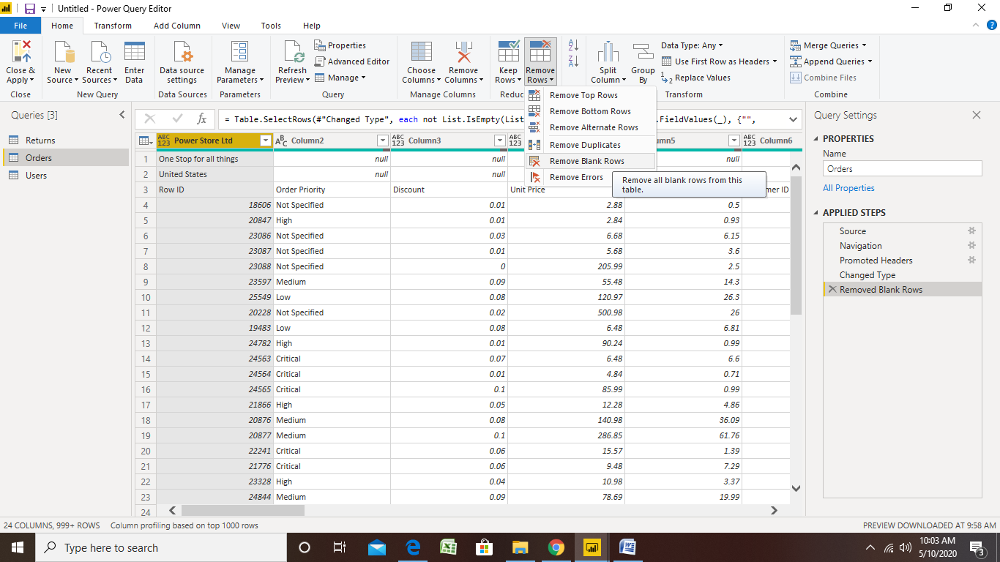 Untitled - Power Query Editor
File Home Transform Add Column View Tools Help
Close & Apply
New Source
Recent Sources
Enter Data
Data source settings
Manage Parameters
Refresh Preview
Properties
Advanced Editor
Manage
Choose Columns
Remove Columns
Keep Rows
Remove Rows
A Z
Z A
Split Column
Group By
Data Type: Any
Use First Row as Headers
1 2 Replace Values
Merge Queries
Append Queries
Combine Files
Close New Query Data Sources Parameters Query Manage Columns Reduc Transform Combine
Remove Top Rows
Remove Bottom Rows
Remove Alternate Rows
Remove Duplicates
Remove Blank Rows
Remove Errors
Remove all blank rows from this
table.
Queries [3]
Returns
Orders
Users
fx = Table.SelectRows(#"Changed Type", each not List.IsEmpty(List .FieldValues(_), {"",
ABC 123 Power Store Ltd ABC Column2 ABC 123 Column3 ABC 123 mn5 ABC 123 Column6
1 One Stop for all things null null null
2 United States null null
3 Row ID Order Priority Discount Unit Price mer ID
4 18606 Not Specified 0.01 2.88 0.5
5 20847 High 0.01 2.84 0.93
6 23086 Not Specified 0.03 6.68 6.15
7 23087 Not Specified 0.01 5.68 3.6
8 23088 Not Specified 0 205.99 2.5
9 23597 Medium 0.09 55.48 14.3
10 25549 Low 0.08 120.97 26.3
11 20228 Not Specified 0.02 500.98 26
12 19483 Low 0.08 6.48 6.81
13 24782 High 0.01 90.24 0.99
14 24563 Critical 0.07 6.48 6.6
15 24564 Critical 0.01 4.84 0.71
16 24565 Critical 0.1 85.99 0.99
17 21866 High 0.05 12.28 4.86
18 20876 Medium 0.08 140.98 36.09
19 20877 Medium 0.1 286.85 61.76
20 22241 Critical 0.06 15.57 1.39
21 21776 Critical 0.06 9.48 7.29
22 23328 High 0.04 10.98 3.37
23 24844 Medium 0.09 78.69 19.99
24
Query Settings
PROPERTIES
Name
Orders
All Properties
APPLIED STEPS
Source
Navigation
Promoted Headers
Changed Type
Removed Blank Rows
24 COLUMNS, 999+ ROWS Column profiling based on top 1000 rows PREVIEW DOWNLOADED AT 9:58 AM
Type here to search
10:03 AM
5/10/2020
3